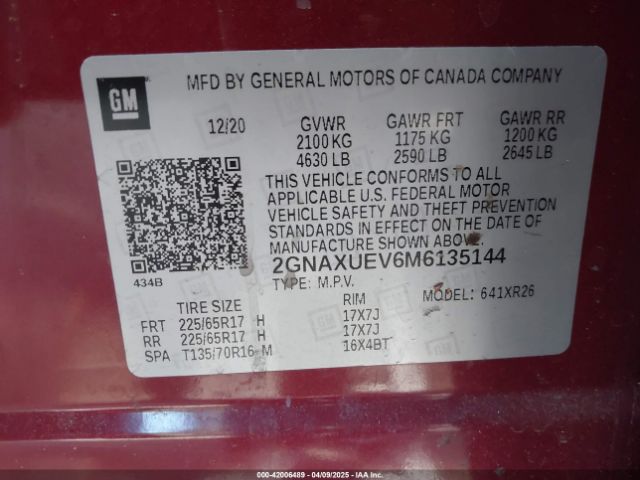 GM
MFD BY GENERAL MOTORS OF CANADA COMPANY
12/20 GVWR GAWR FRT GAWR RR
2100 KG 1175 KG 1200 KG
4630 LB 2590 LB 2645 LB
THIS VEHICLE CONFORMS TO ALL
APPLICABLE U.S. FEDERAL MOTOR
VEHICLE SAFETY AND THEFT PREVENTION
STANDARDS IN EFFECT ON THE DATE OF
MANUFACTURE SHOWN ABOVE.
434B
2GNAXUEV6M6135144
TYPE: M.P.V. MODEL: 641XR26
TIRE SIZE RIM
FRT 225/65R17 H 17X7J
RR 225/65R17 H 17X7J
SPA T135/70R16 M 16X4BT
000-42006489 - 04/09/2025 - IAAI.com